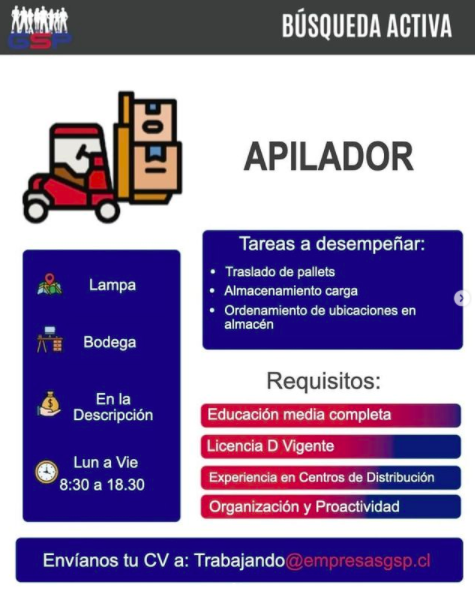 GSP
BÚSQUEDA ACTIVA
APILADOR
Lampa
Bodega
En la
Descripción
Lun a Vie
8:30 a 18.30
Tareas a desempeñar:
• Traslado de pallets
• Almacenamiento carga
• Ordenamiento de ubicaciones en
almacén
Requisitos:
Educación media completa
Licencia D Vigente
Experiencia en Centros de Distribución
Organización y Proactividad
Envíanos tu CV a: Trabajando@empresasgsp.cl